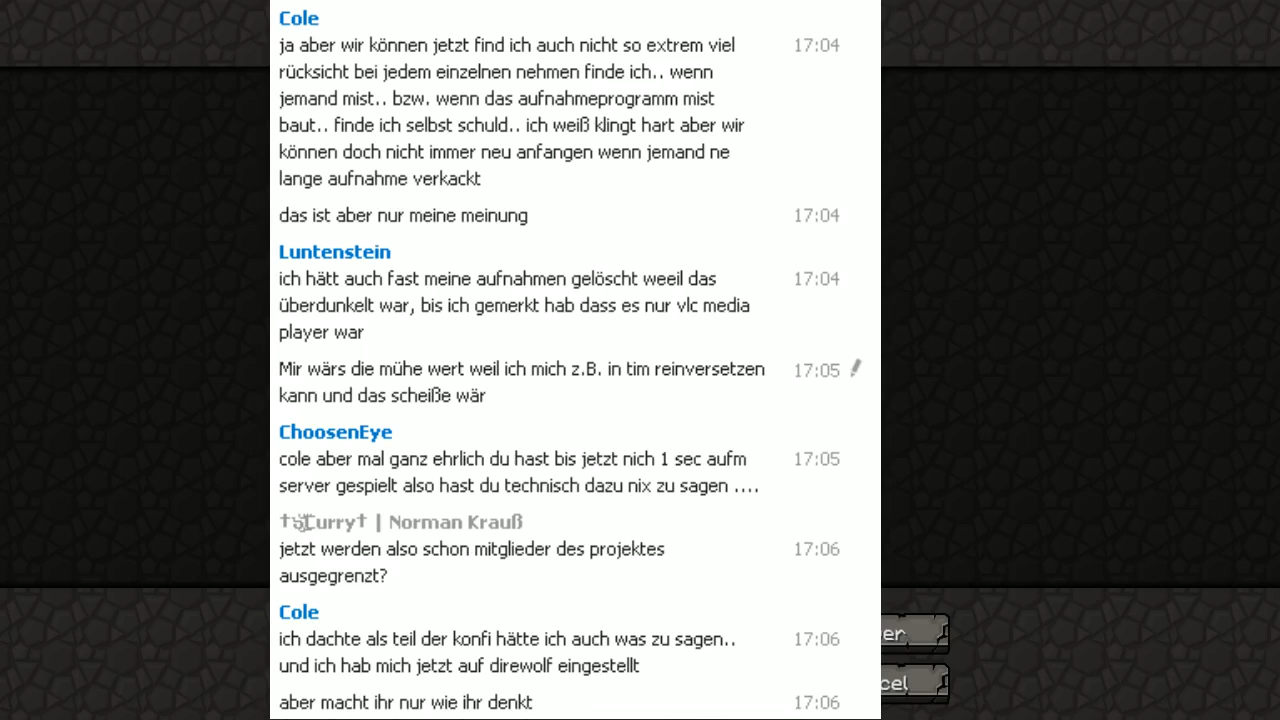 Cole
ja aber wir können jetzt find ich auch nicht so extrem viel 17:04
rücksicht bei jedem einzelnen nehmen finde ich.. wenn
jemand mist.. bzw. wenn das aufnahmeprogramm mist
baut.. finde ich selbst schuld.. ich weiß klingt hart aber wir
können doch nicht immer neu anfangen wenn jemand ne
lange aufnahme verkackt
das ist aber nur meine meinung 17:04
Luntenstein
ich hätt auch fast meine aufnahmen gelöscht weeil das 17:04
überdunkelt war, bis ich gemerkt hab dass es nur vlc media
player war
Mir wärs die mühe wert weil ich mich z.B. in tim reinversetzen 17:05
kann und das scheiße wär
ChoosenEye
cole aber mal ganz ehrlich du hast bis jetzt nich 1 sec aufm 17:05
server gespielt also hast du technisch dazu nix zu sagen ....
| Norman Krauß
jetzt werden also schon mitglieder des projektes 17:06
ausgegrenzt?
Cole
ich dachte als teil der konfi hätte ich auch was zu sagen.. 17:06
und ich hab mich jetzt auf direwolf eingestellt
er
cel
aber macht ihr nur wie ihr denkt 17:06